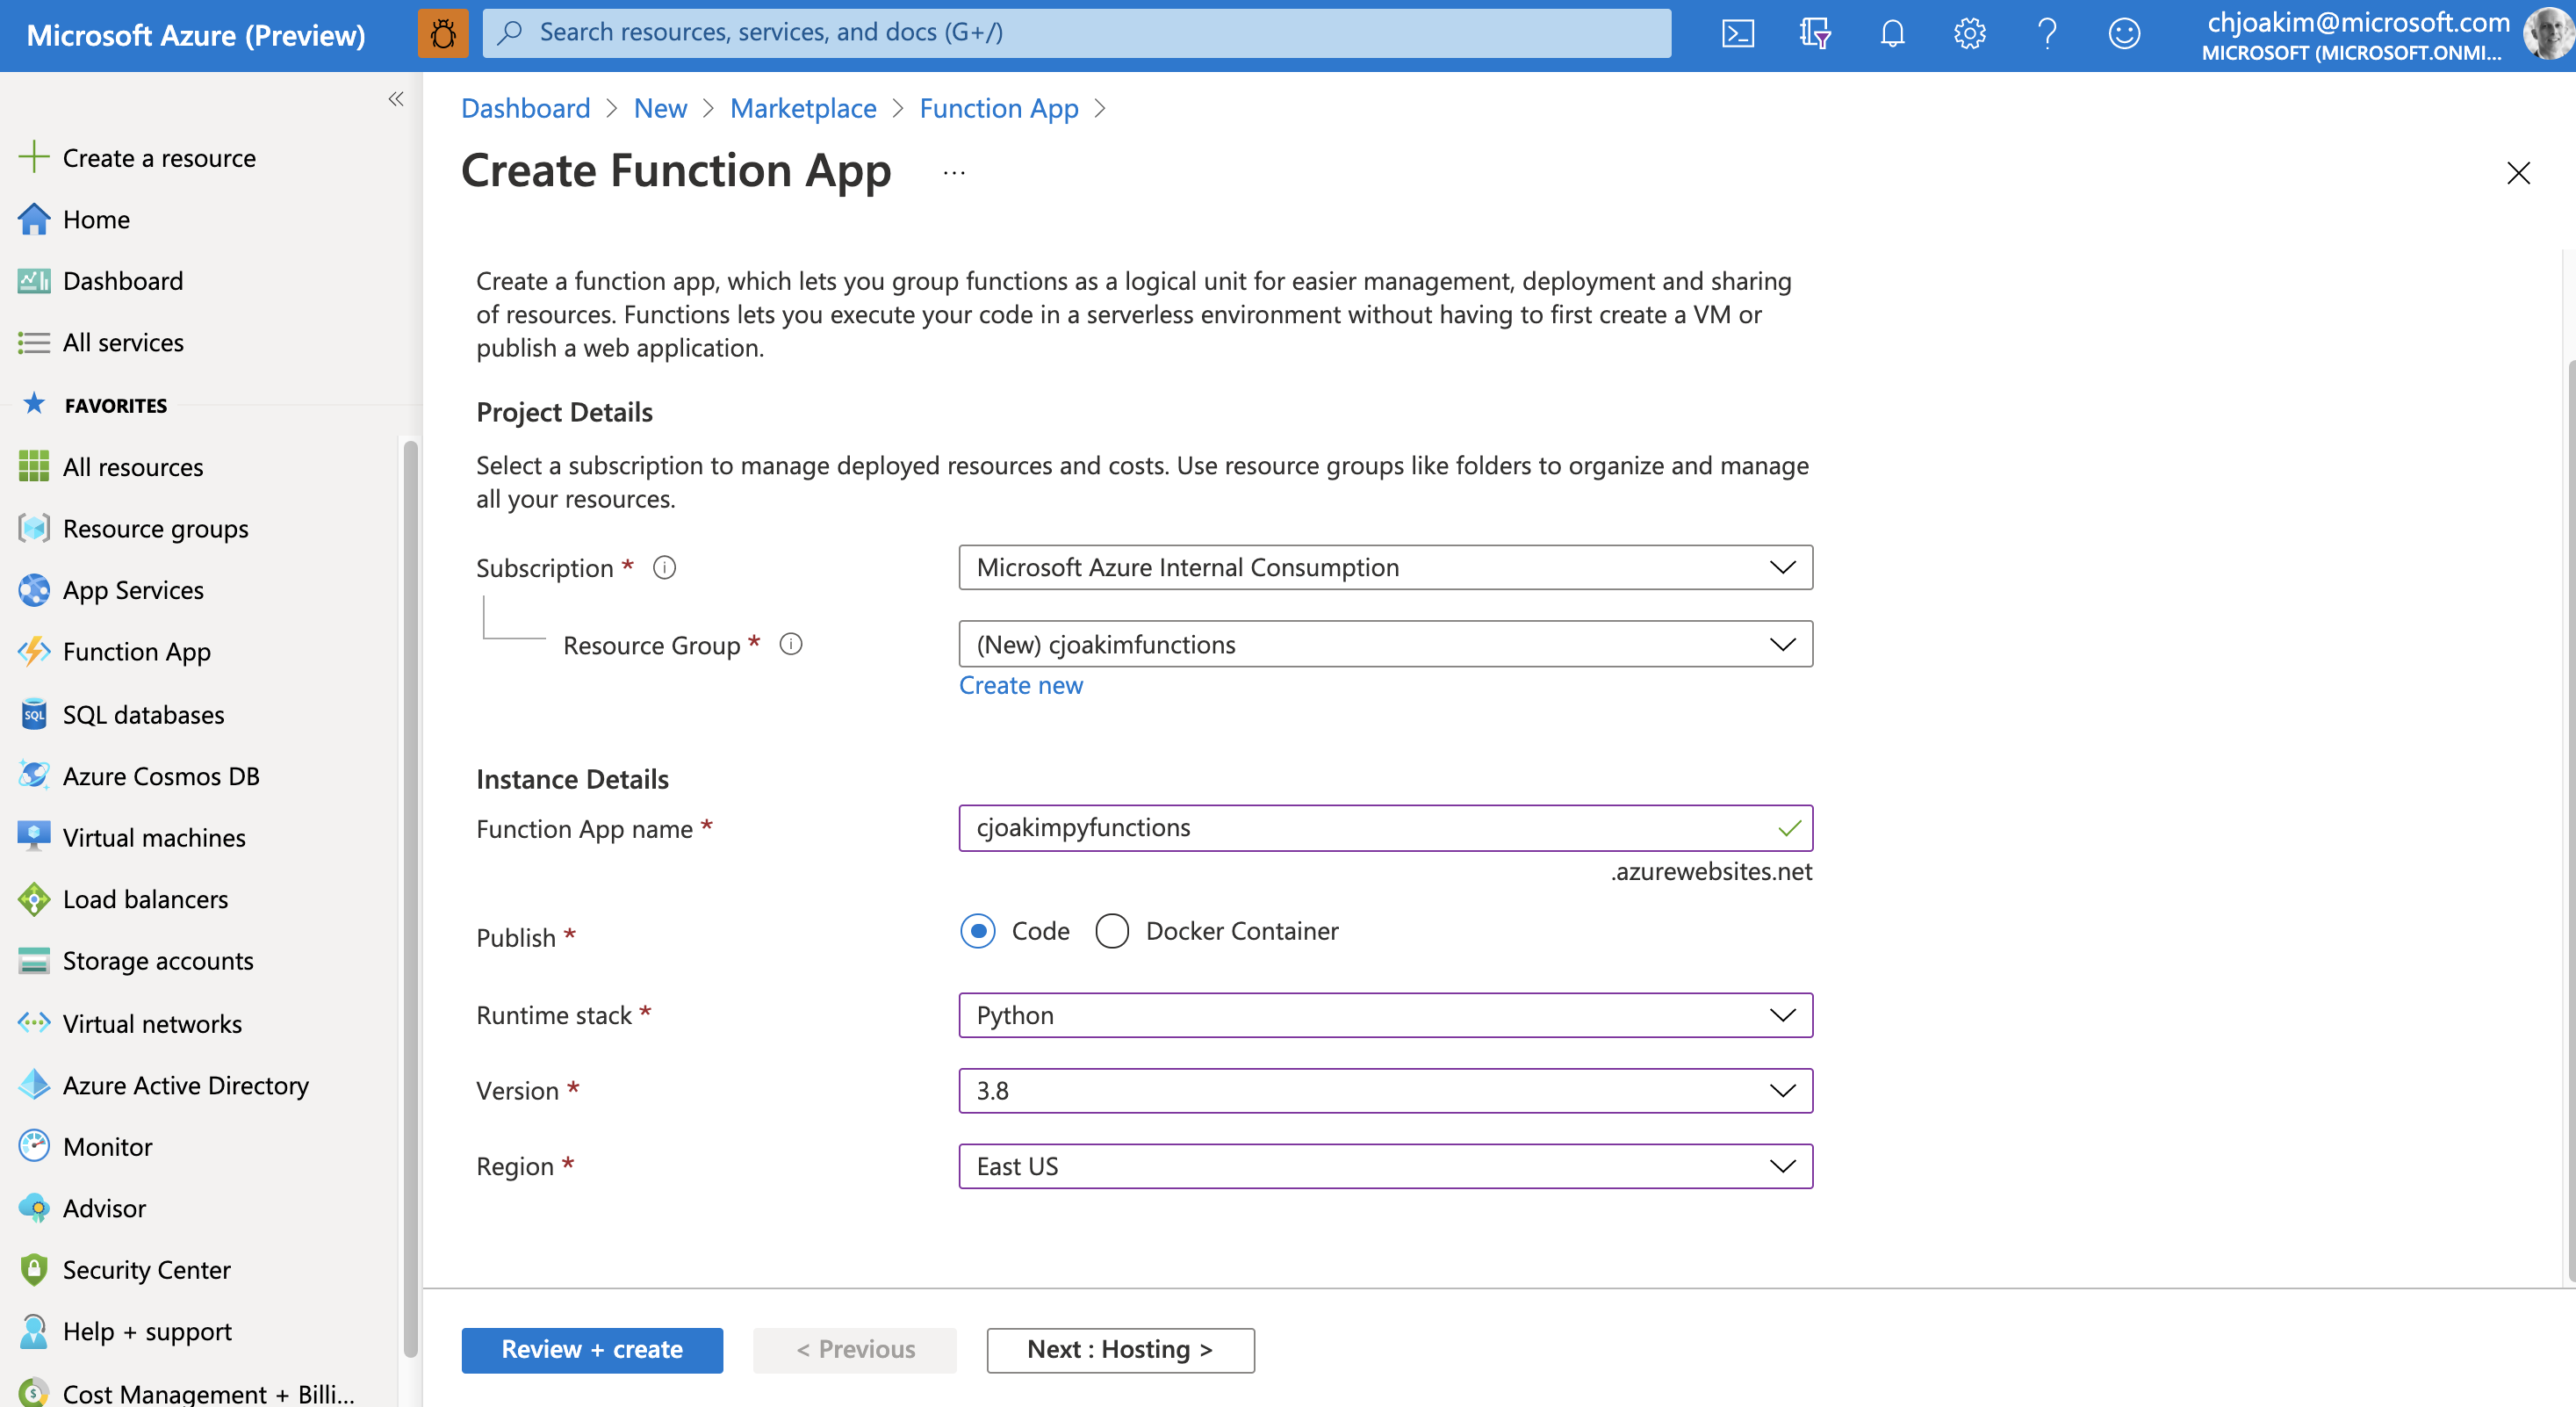 Microsoft Azure (Preview)
Search resources, services, and docs (G+/)
chjoakim@microsoft.com
MICROSOFT (MICROSOFT.ONMI...
Create a resource
Home
Dashboard
All services
FAVORITES
All resources
Resource groups
App Services
Function App
SQL
SQL databases
Azure Cosmos DB
Virtual machines
Load balancers
Storage accounts
Virtual networks
Azure Active Directory
Monitor
Advisor
Security Center
Help + support
Cost Management + Billi...
Dashboard > New > Marketplace > Function App >
Create Function App ...
Create a function app, which lets you group functions as a logical unit for easier management, deployment and sharing
of resources. Functions lets you execute your code in a serverless environment without having to first create a VM or
publish a web application.
Project Details
Select a subscription to manage deployed resources and costs. Use resource groups like folders to organize and manage
all your resources.
Subscription * Microsoft Azure Internal Consumption
Resource Group * (New) cjoakimfunctions
Create new
Instance Details
Function App name * cjoakimpyfunctions
.azurewebsites.net
Publish * Code Docker Container
Runtime stack * Python
Version * 3.8
Region * East US
Review + create < Previous Next : Hosting >